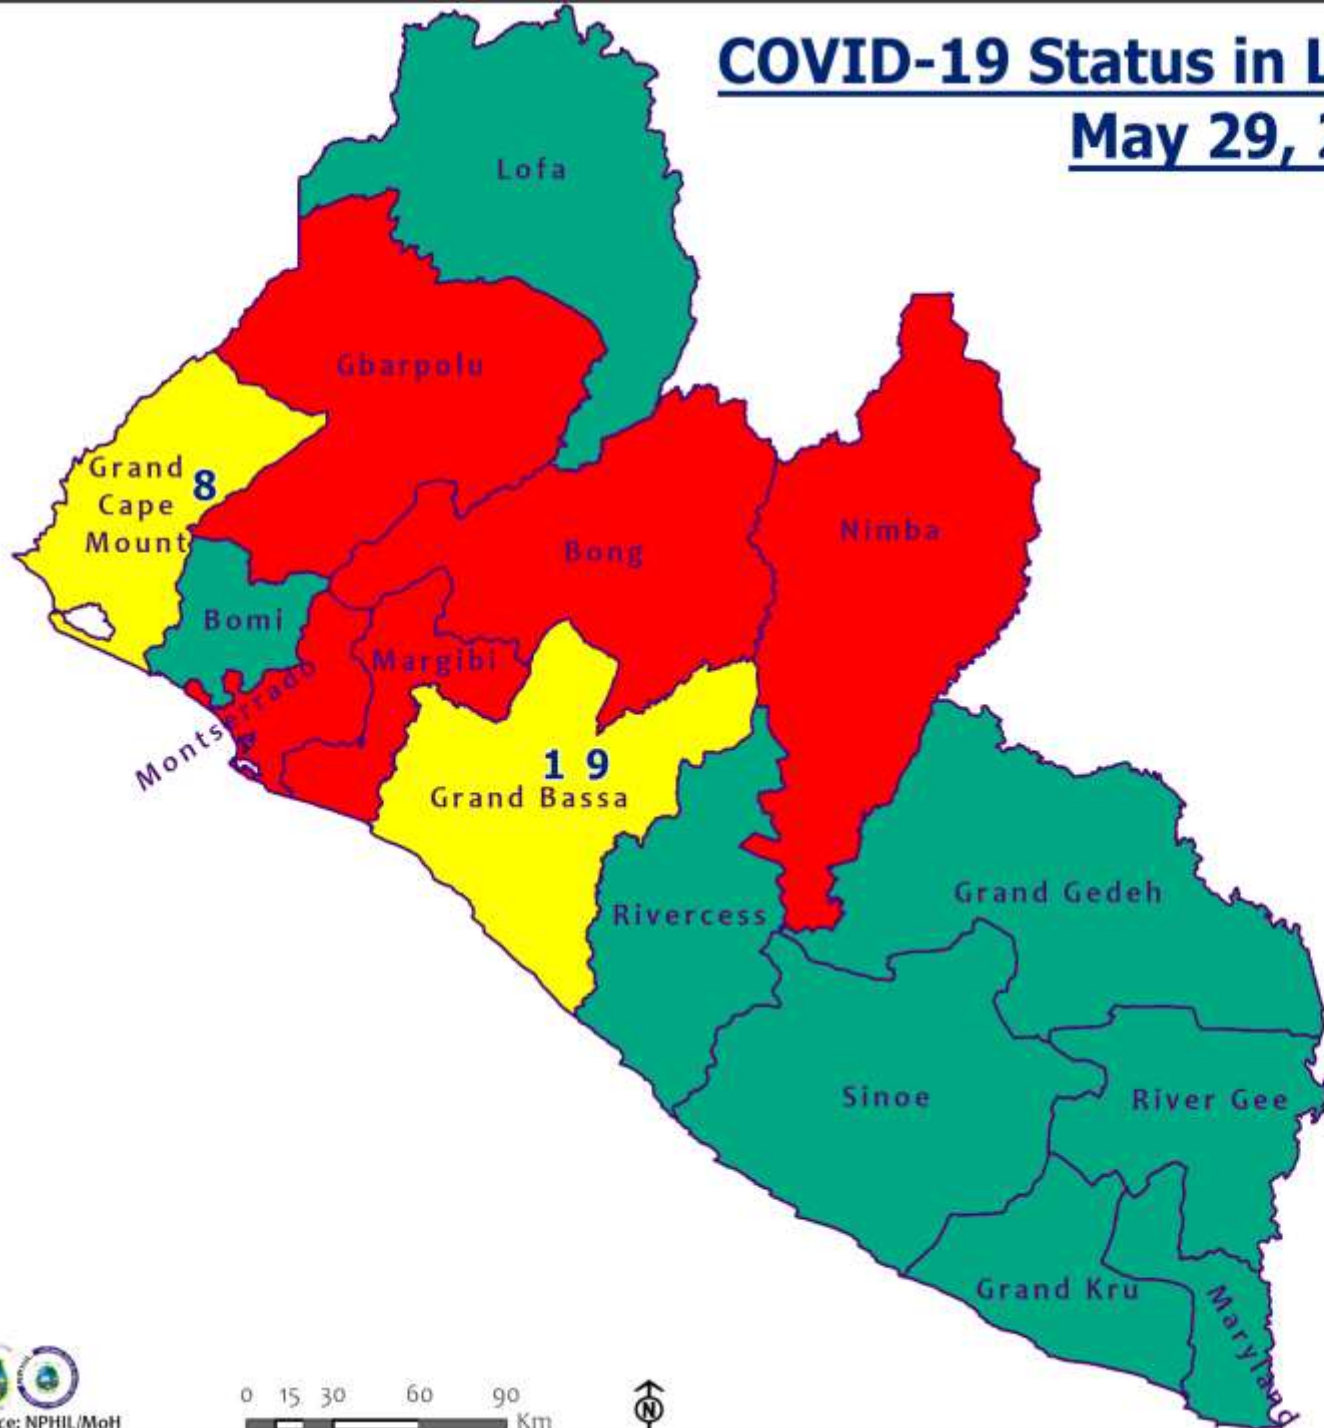 COVID-19 Status in L
May 29, 2
Lofa
Gbarpolu
Grand
Cape
Mount
8
Bong
Nimba
Bomi
Margibi
Montserrado
1 9
Grand Bassa
Rivercess
Grand Gedeh
Sinoe
River Gee
Grand Kru
Maryland
0 15 30 60 90
Km
N
ce: NPHIL/MoH